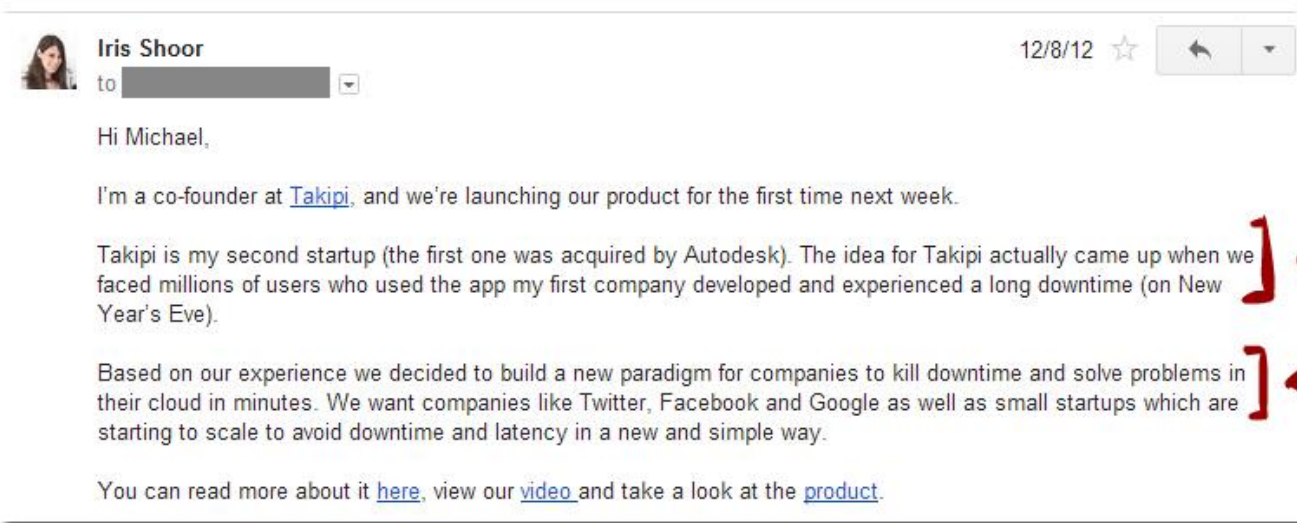 Iris Shoor
12/8/12
to
Hi Michael,
I'm a co-founder at Takipi, and we're launching our product for the first time next week.
Takipi is my second startup (the first one was acquired by Autodesk). The idea for Takipi actually came up when we
faced millions of users who used the app my first company developed and experienced a long downtime (on New
Year's Eve).
Based on our experience we decided to build a new paradigm for companies to kill downtime and solve problems in
their cloud in minutes. We want companies like Twitter, Facebook and Google as well as small startups which are
starting to scale to avoid downtime and latency in a new and simple way.
You can read more about it here, view our video and take a look at the product.